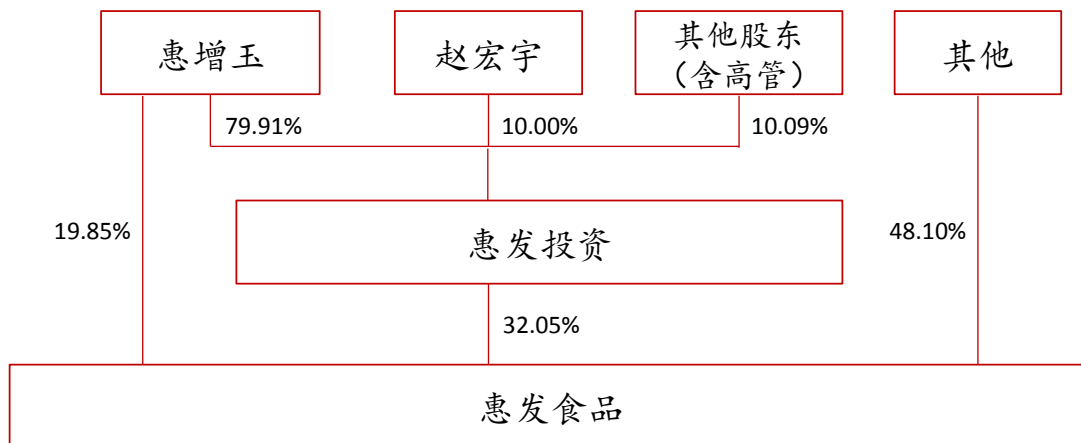 惠增玉
赵宏宇
其他股东
（含高管）
其他
79.91%
10.00%
10.09%
19.85%
惠发投资
48.10%
32.05%
惠发食品